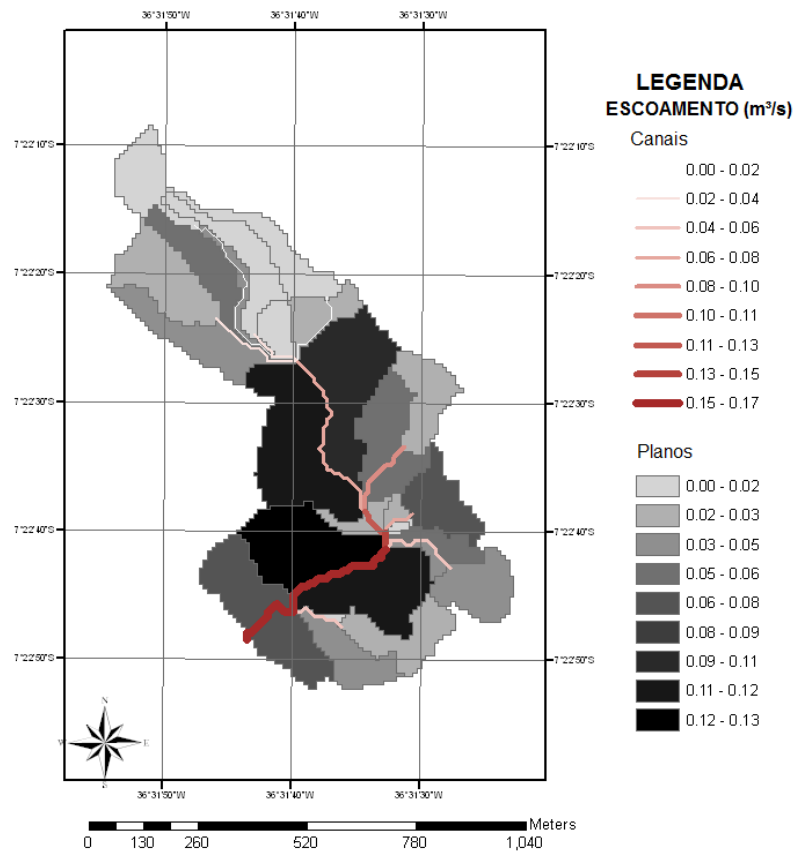 36°31'50"W 36°31'40"W 36°31'30"W
7°22'10"S 7°22'10"S
7°22'20"S 7°22'20"S
7°22'30"S 7°22'30"S
7°22'40"S 7°22'40"S
7°22'50"S 7°22'50"S
N
W E
S
36°31'50"W 36°31'40"W 36°31'30"W
Meters
0 130 260 520 780 1,040
LEGENDA
ESCOAMENTO (m³/s)
Canais
0.00 - 0.02
0.02 - 0.04
0.04 - 0.06
0.06 - 0.08
0.08 - 0.10
0.10 - 0.11
0.11 - 0.13
0.13 - 0.15
0.15 - 0.17
Planos
0.00 - 0.02
0.02 - 0.03
0.03 - 0.05
0.05 - 0.06
0.06 - 0.08
0.08 - 0.09
0.09 - 0.11
0.11 - 0.12
0.12 - 0.13